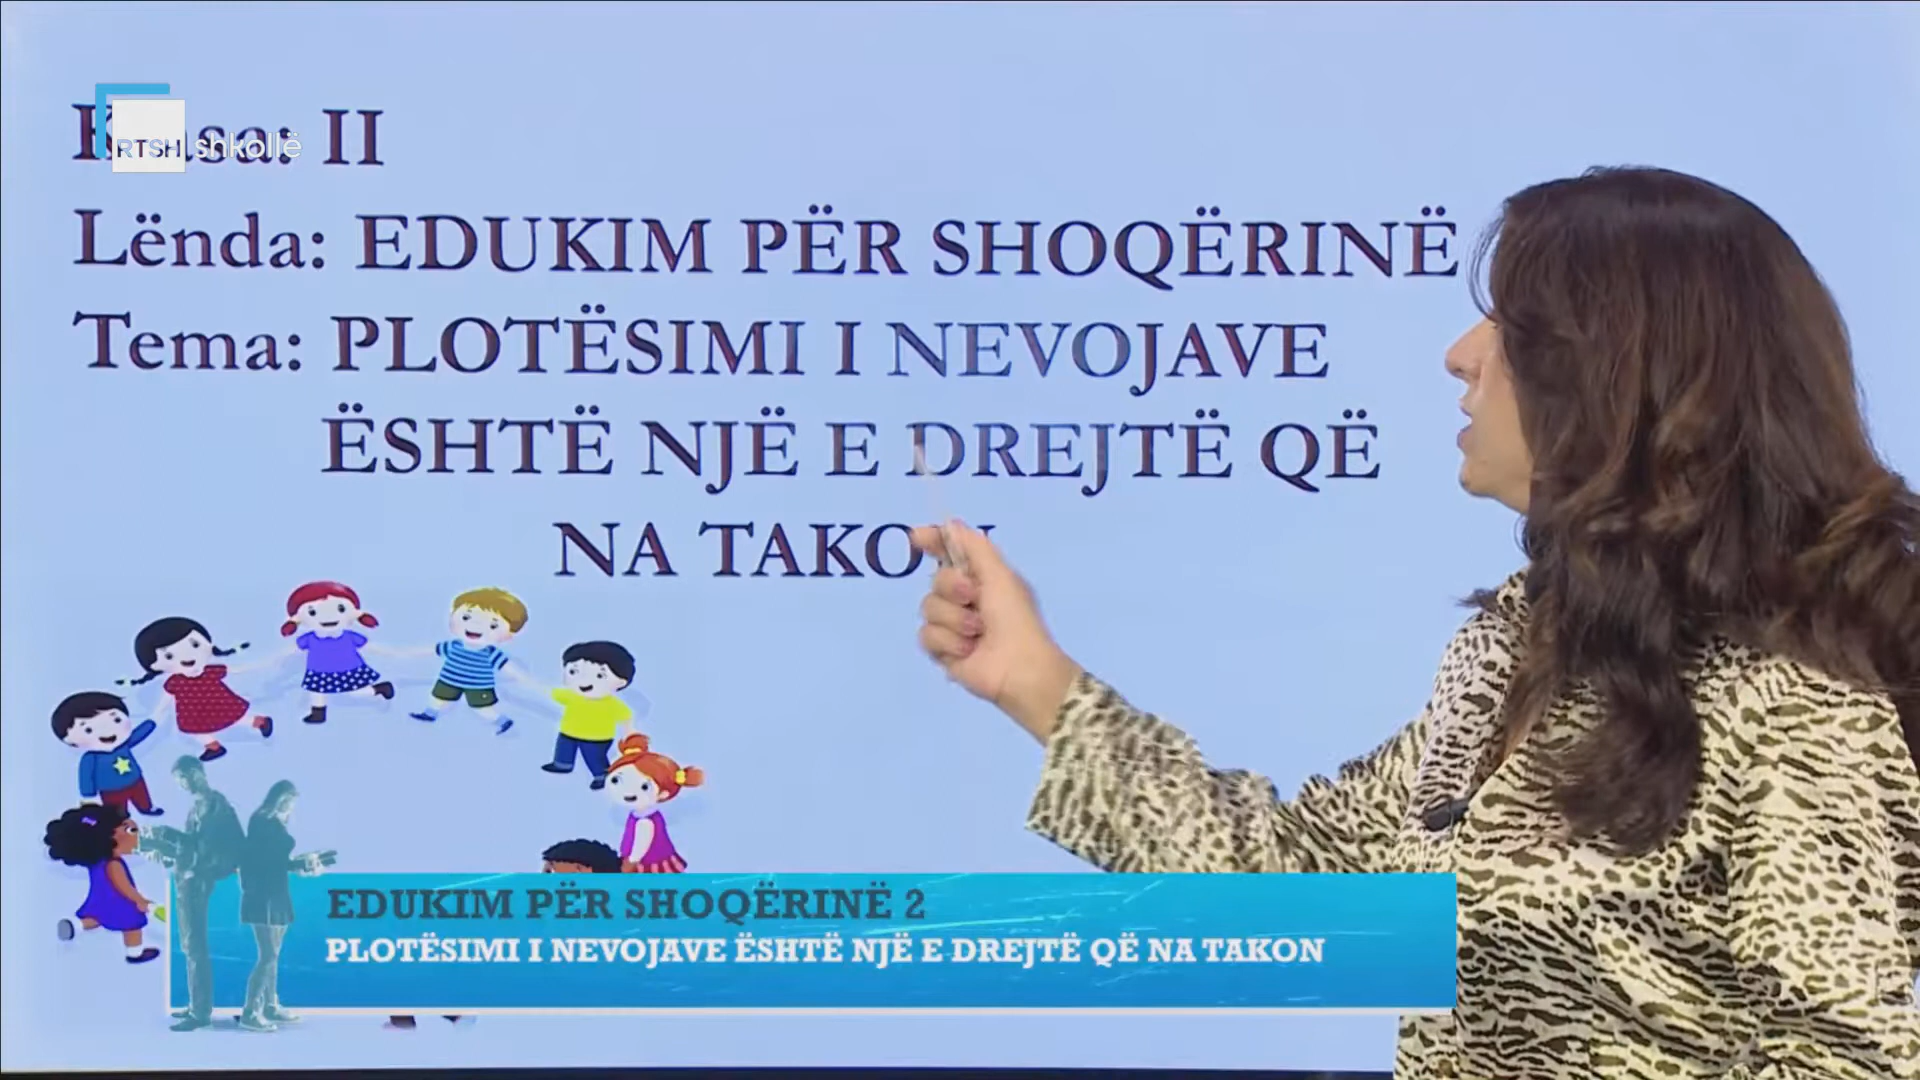 RTSH shkollë
II
Lënda: EDUKIM PËR SHOQËRINË
Tema: PLOTËSIMI I NEVOJAVE
ËSHTË NJË E DREJTË QË
NA
EDUKIM PËR SHOQËRINË 2
PLOTËSIMI I NEVOJAVE ËSHTË NJË E DREJTË QË NA TAKON